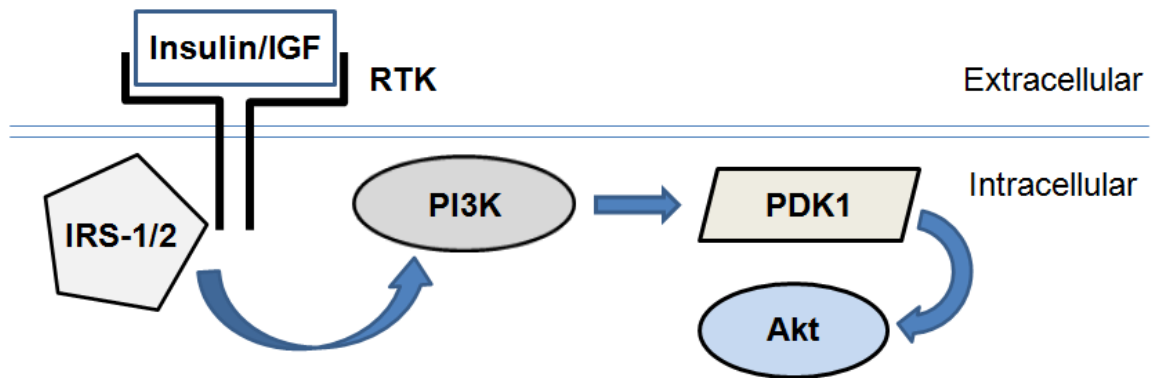 Insulin/IGF
RTK
Extracellular
Intracellular
IRS-1/2
PI3K
PDK1
Akt